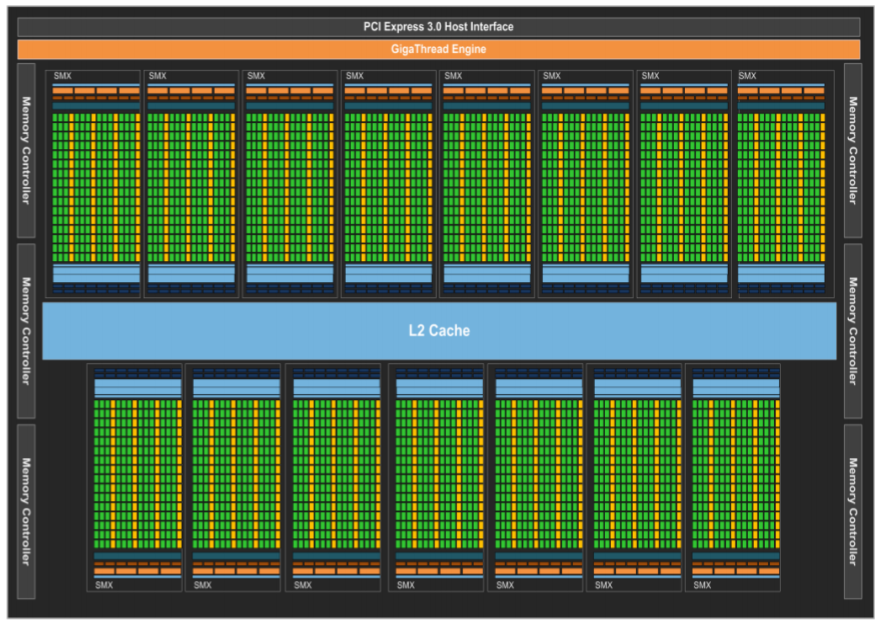 PCI Express 3.0 Host Interface
GigaThread Engine
SMX SMX SMX SMX SMX SMX SMX SMX
Memory Controller
Memory Controller
Memory Controller
Memory Controller
L2 Cache
Memory Controller
Memory Controller
SMX SMX SMX SMX SMX SMX SMX